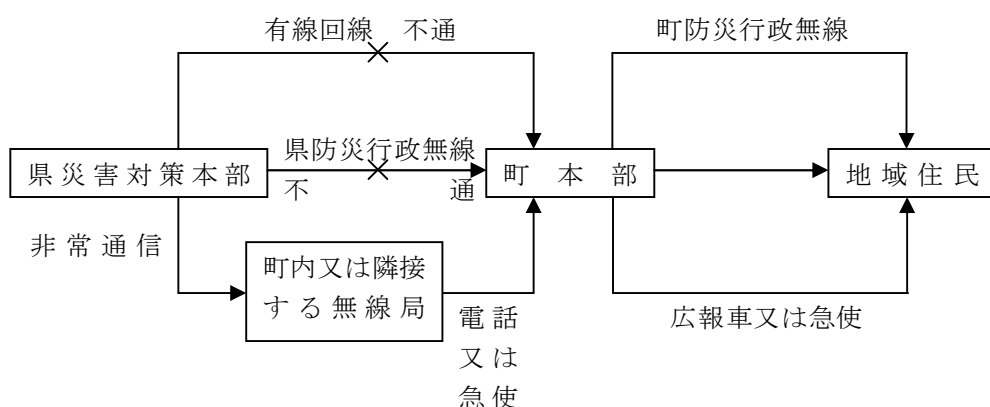 有線回線 不通
町防災行政無線
県防災行政無線
県災害対策本部
不 通
町本部
地域住民
非常通信
町内又は隣接
する無線局
電話
又は
急使
広報車又は急使